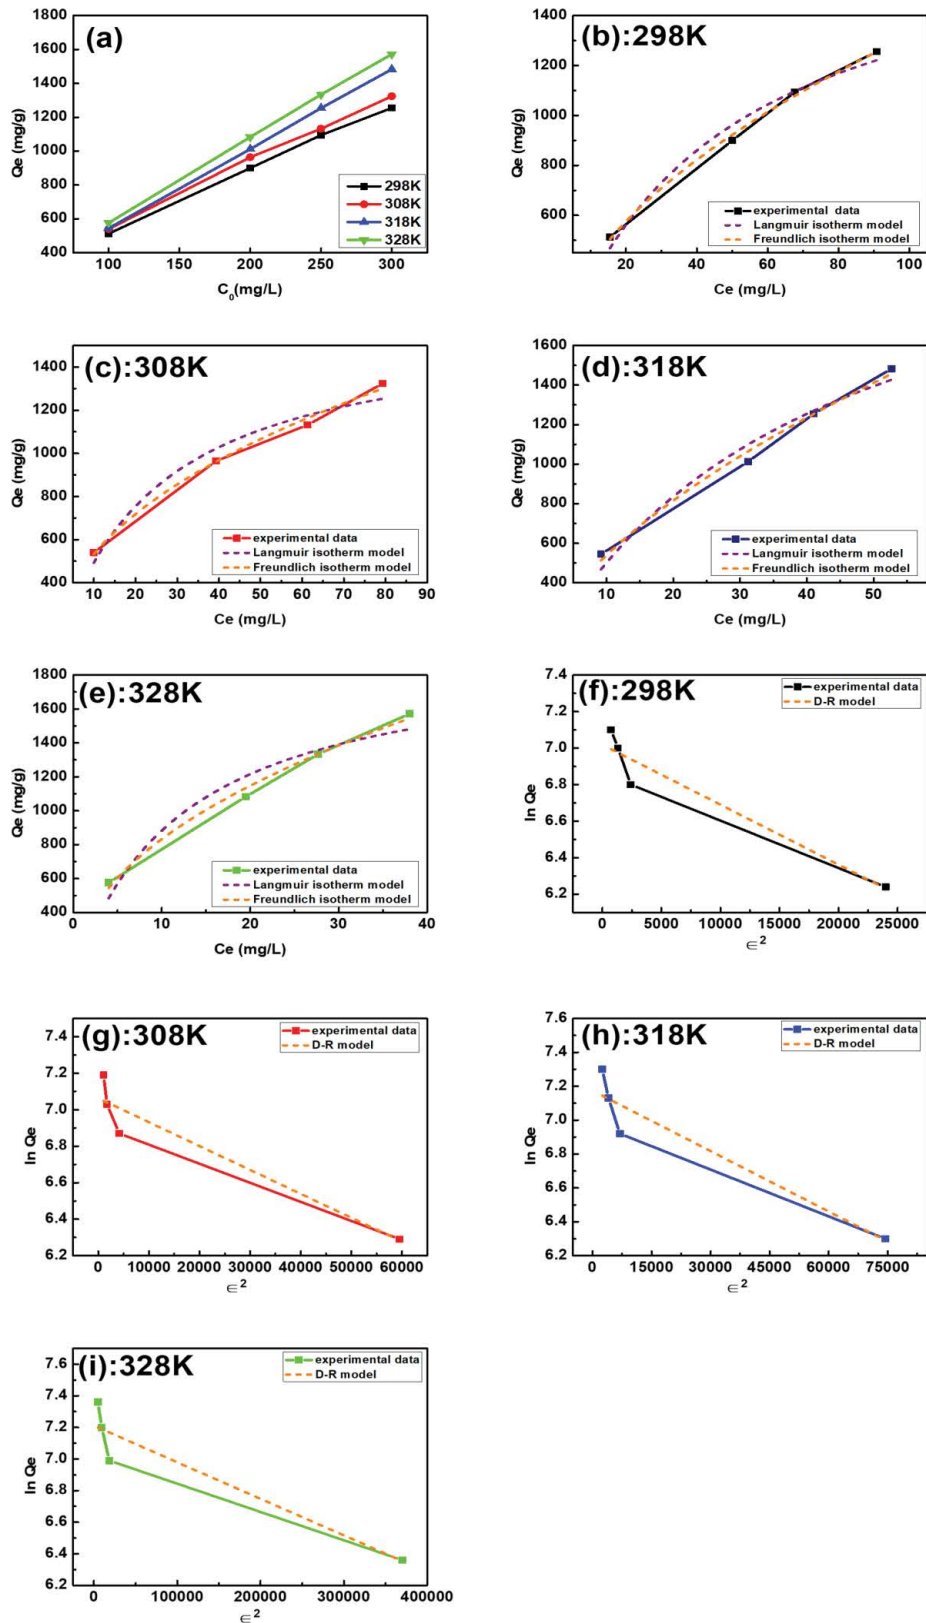 (a)
1800
1600
1400
1200
1000
800
600
400
100 150 200 250 300
Qe (mg/g)
C0(mg/L)
298K
308K
318K
328K
(b):298K
1400
1200
1000
800
600
20 40 60 80 100
Qe (mg/g)
Ce (mg/L)
experimental data
Langmuir isotherm model
Freundlich isotherm model
(c):308K
1400
1200
1000
800
600
400
10 20 30 40 50 60 70 80 90
Qe (mg/g)
Ce (mg/L)
experimental data
Langmuir isotherm model
Freundlich isotherm model
(d):318K
1600
1400
1200
1000
800
600
400
10 20 30 40 50
Qe (mg/g)
Ce (mg/L)
experimental data
Langmuir isotherm model
Freundlich isotherm model
(e):328K
1800
1600
1400
1200
1000
800
600
400
0 10 20 30 40
Qe (mg/g)
Ce (mg/L)
experimental data
Langmuir isotherm model
Freundlich isotherm model
(f):298K
7.4
7.2
7.0
6.8
6.6
6.4
6.2
0 5000 10000 15000 20000 25000
ln Qe
∈²
experimental data
D-R model
(g):308K
7.4
7.2
7.0
6.8
6.6
6.4
6.2
0 10000 20000 30000 40000 50000 60000
ln Qe
∈²
experimental data
D-R model
(h):318K
7.6
7.4
7.2
7.0
6.8
6.6
6.4
6.2
0 15000 30000 45000 60000 75000
ln Qe
∈²
experimental data
D-R model
(i):328K
7.6
7.4
7.2
7.0
6.8
6.6
6.4
6.2
0 100000 200000 300000 400000
ln Qe
∈²
experimental data
D-R model